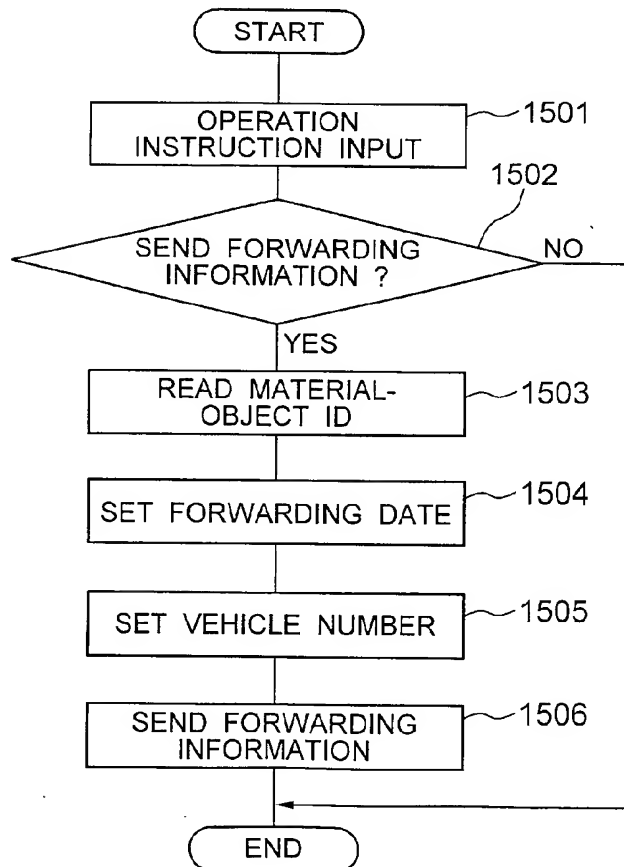 START
OPERATION
INSTRUCTION INPUT
1501
1502
SEND FORWARDING
INFORMATION ?
NO
YES
READ MATERIAL-
OBJECT ID
1503
SET FORWARDING DATE
1504
SET VEHICLE NUMBER
1505
SEND FORWARDING
INFORMATION
1506
END